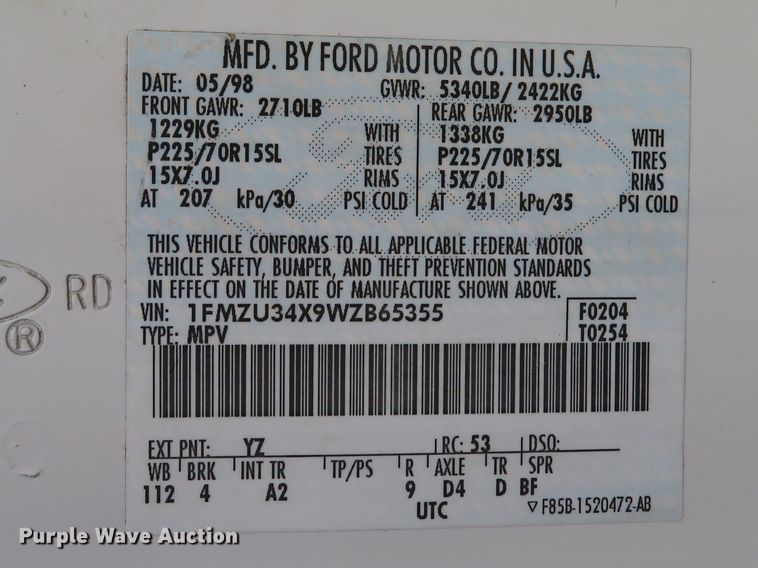 MFD. BY FORD MOTOR CO. IN U.S.A.
DATE: 05/98 GVWR: 5340LB/ 2422KG
FRONT GAWR: 2710LB REAR GAWR: 2950LB
1229KG WITH 1338KG WITH
P225/70R15SL TIRES P225/70R15SL TIRES
15X7.0J RIMS 15X7.0J RIMS
AT 207 kPa/30 PSI COLD AT 241 kPa/35 PSI COLD
THIS VEHICLE CONFORMS TO ALL APPLICABLE FEDERAL MOTOR
VEHICLE SAFETY, BUMPER, AND THEFT PREVENTION STANDARDS
IN EFFECT ON THE DATE OF MANUFACTURE SHOWN ABOVE.
RD
®
VIN: 1FMZU34X9WZB65355 F0204
TYPE: MPV T0254
EXT PNT: YZ RC: 53 DSO:
WB BRK INT TR TP/PS R AXLE TR SPR
112 4 A2 9 D4 D BF
UTC ▽ F85B-1520472-AB
Purple Wave Auction